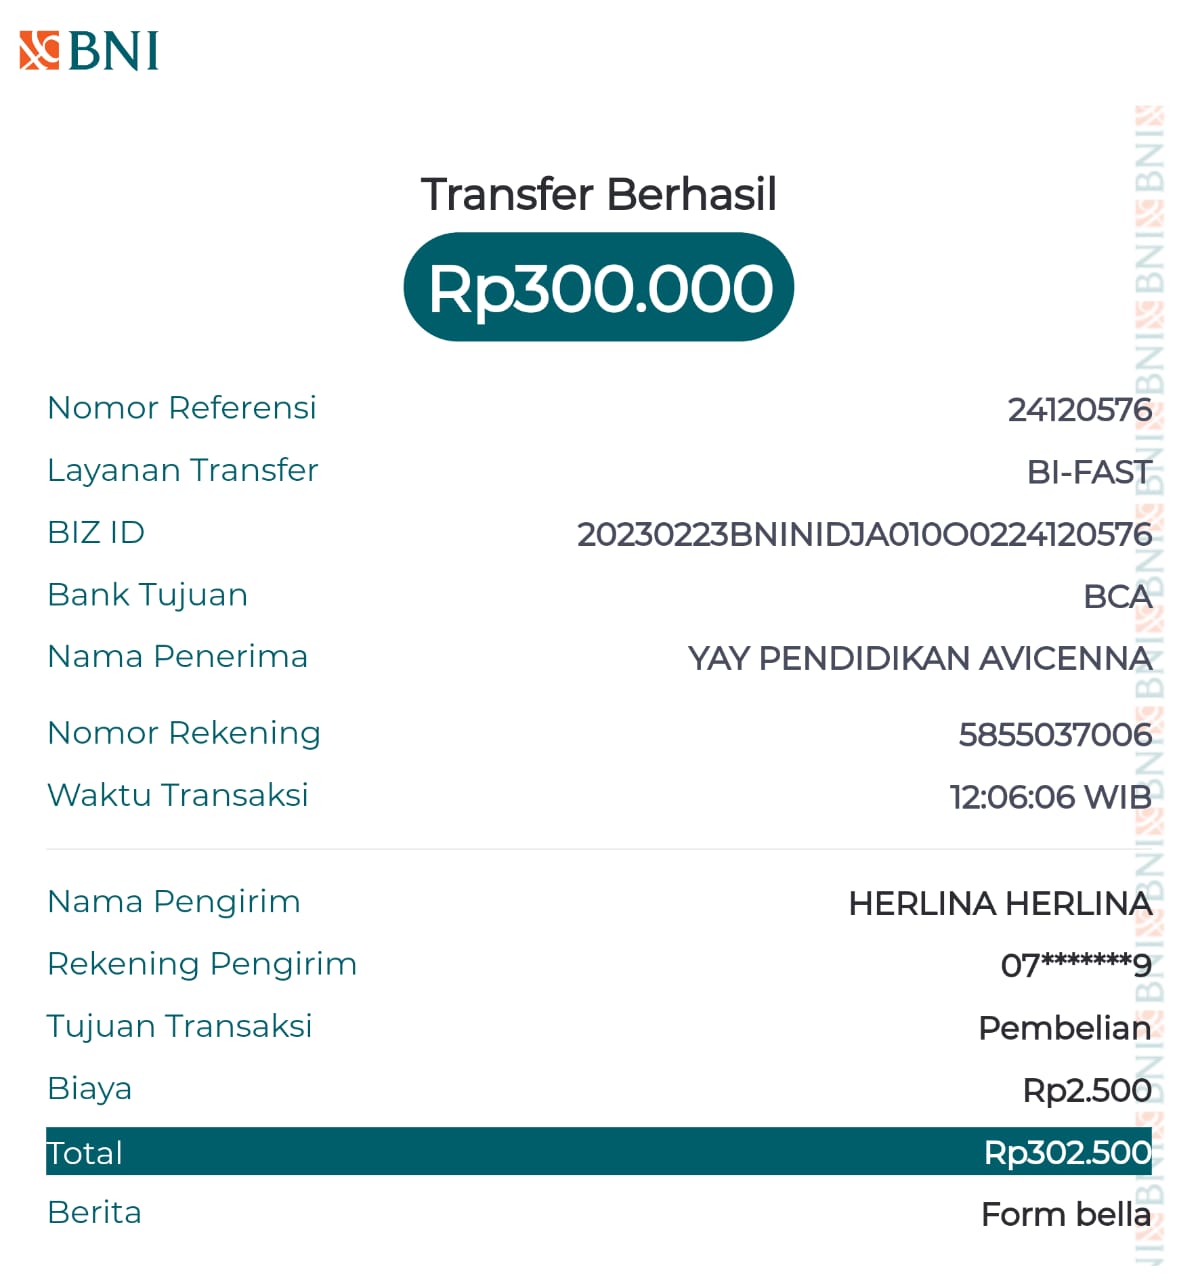 BNI
Transfer Berhasil
Rp300.000
Nomor Referensi 24120576
Layanan Transfer BI-FAST
BIZ ID 20230223BNINIDJA010O0224120576
Bank Tujuan BCA
Nama Penerima YAY PENDIDIKAN AVICENNA
Nomor Rekening 5855037006
Waktu Transaksi 12:06:06 WIB
Nama Pengirim HERLINA HERLINA
Rekening Pengirim 07*******9
Tujuan Transaksi Pembelian
Biaya Rp2.500
Total Rp302.500
Berita Form bella
BNI BNI BNI BNI BNI BNI BNI BNI BNI BNI BNI